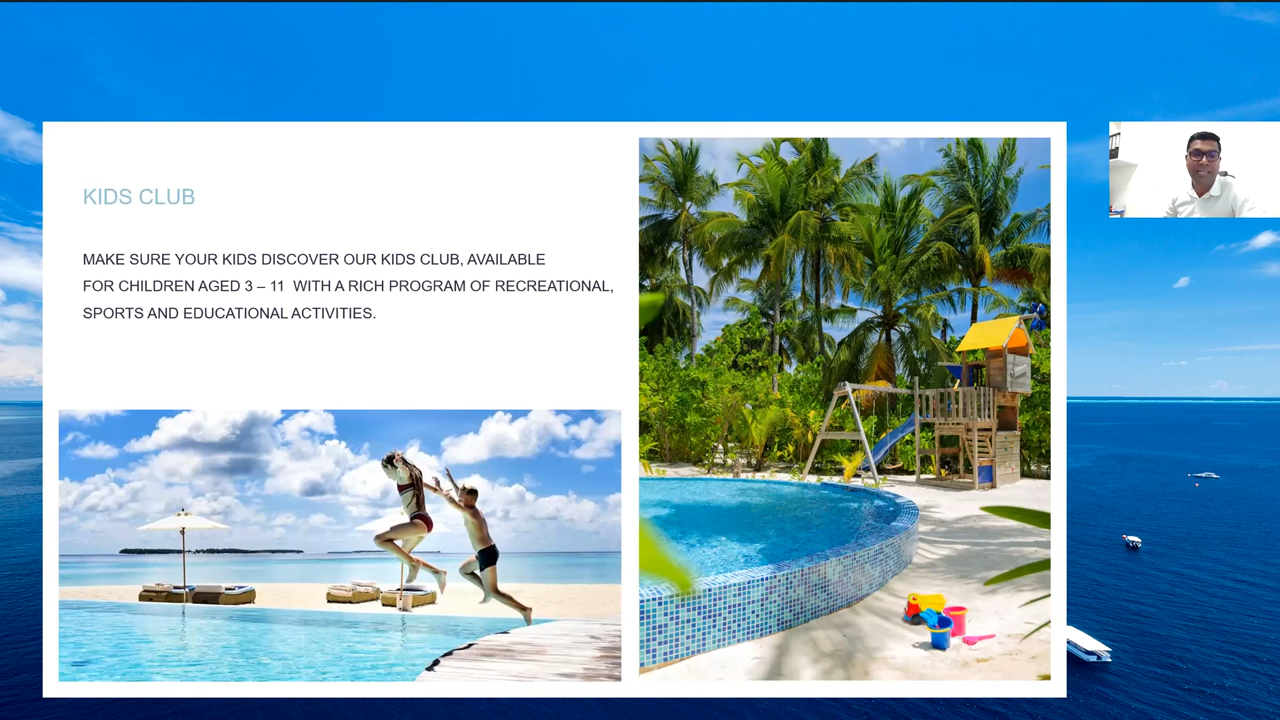 KIDS CLUB
MAKE SURE YOUR KIDS DISCOVER OUR KIDS CLUB, AVAILABLE
FOR CHILDREN AGED 3 – 11  WITH A RICH PROGRAM OF RECREATIONAL,
SPORTS AND EDUCATIONAL ACTIVITIES.